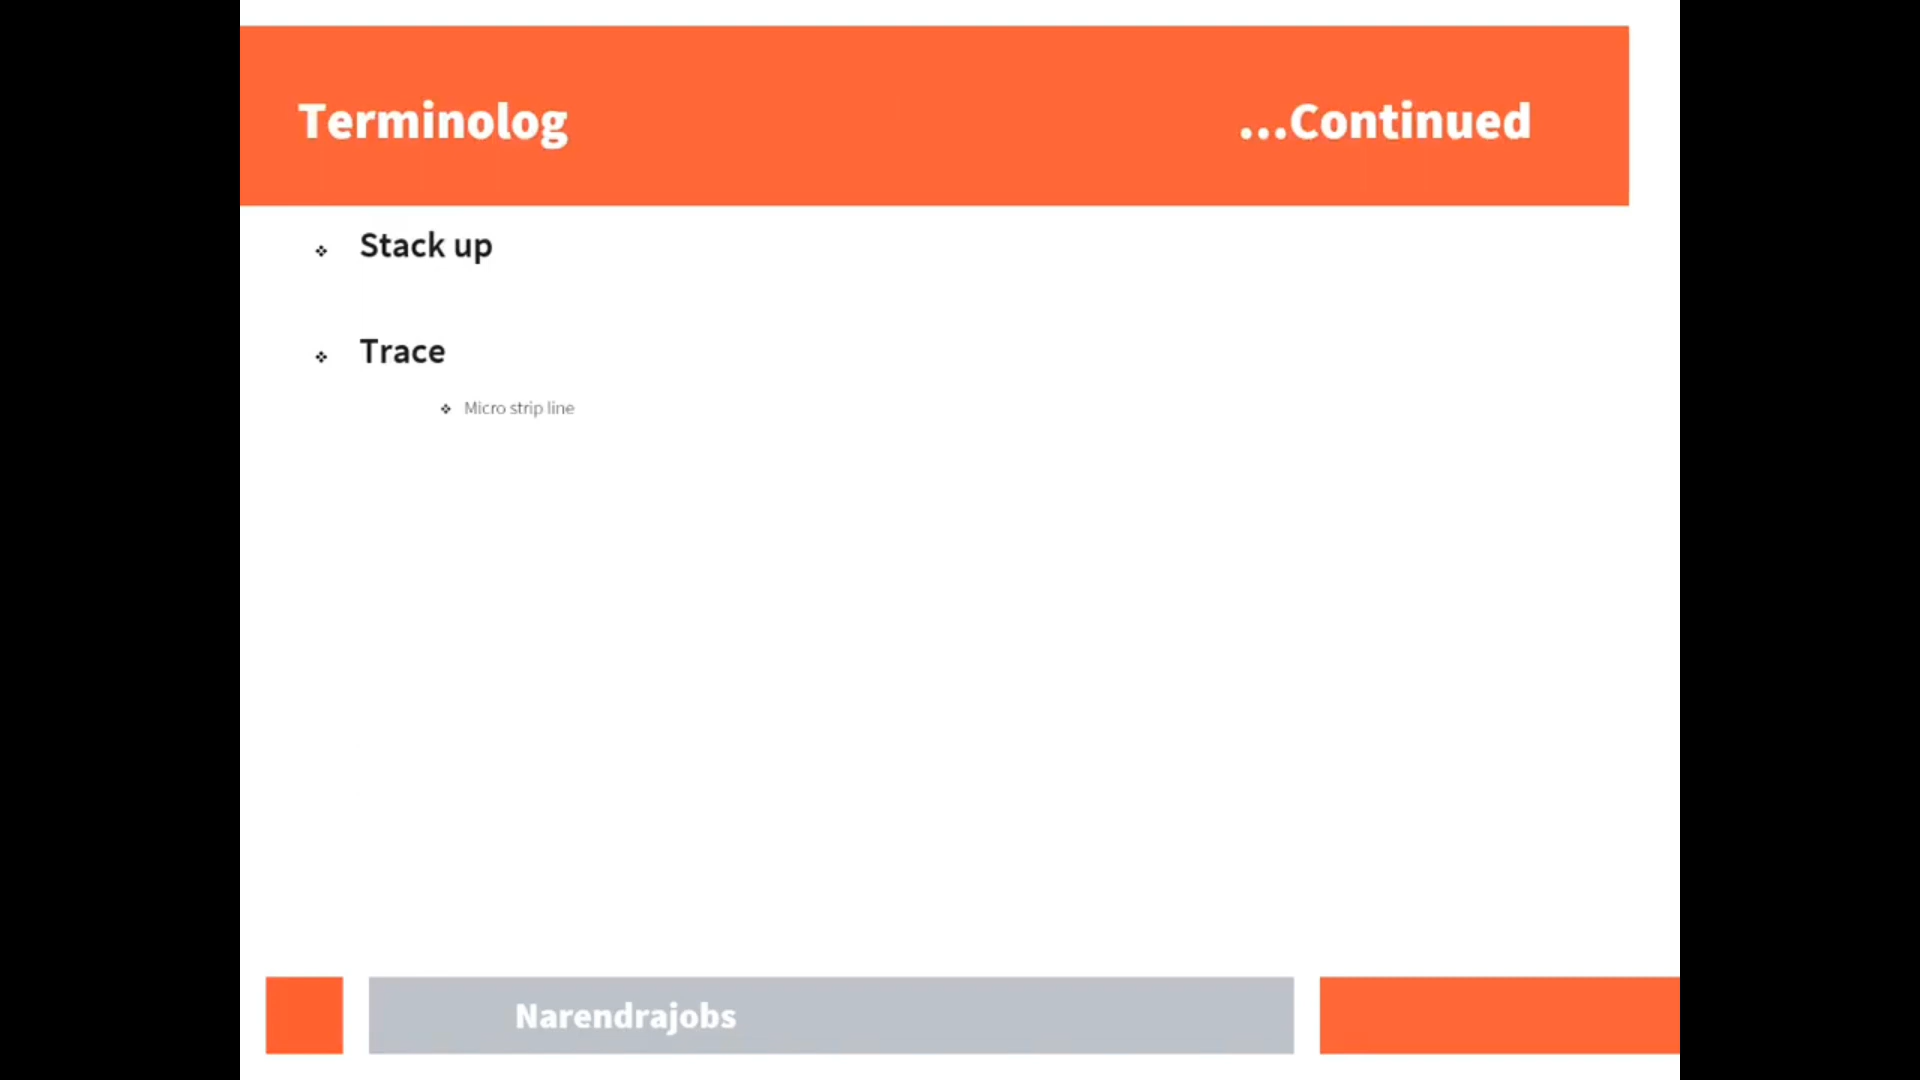 Terminolog ...Continued
Stack up
Trace
Micro strip line
Narendrajobs